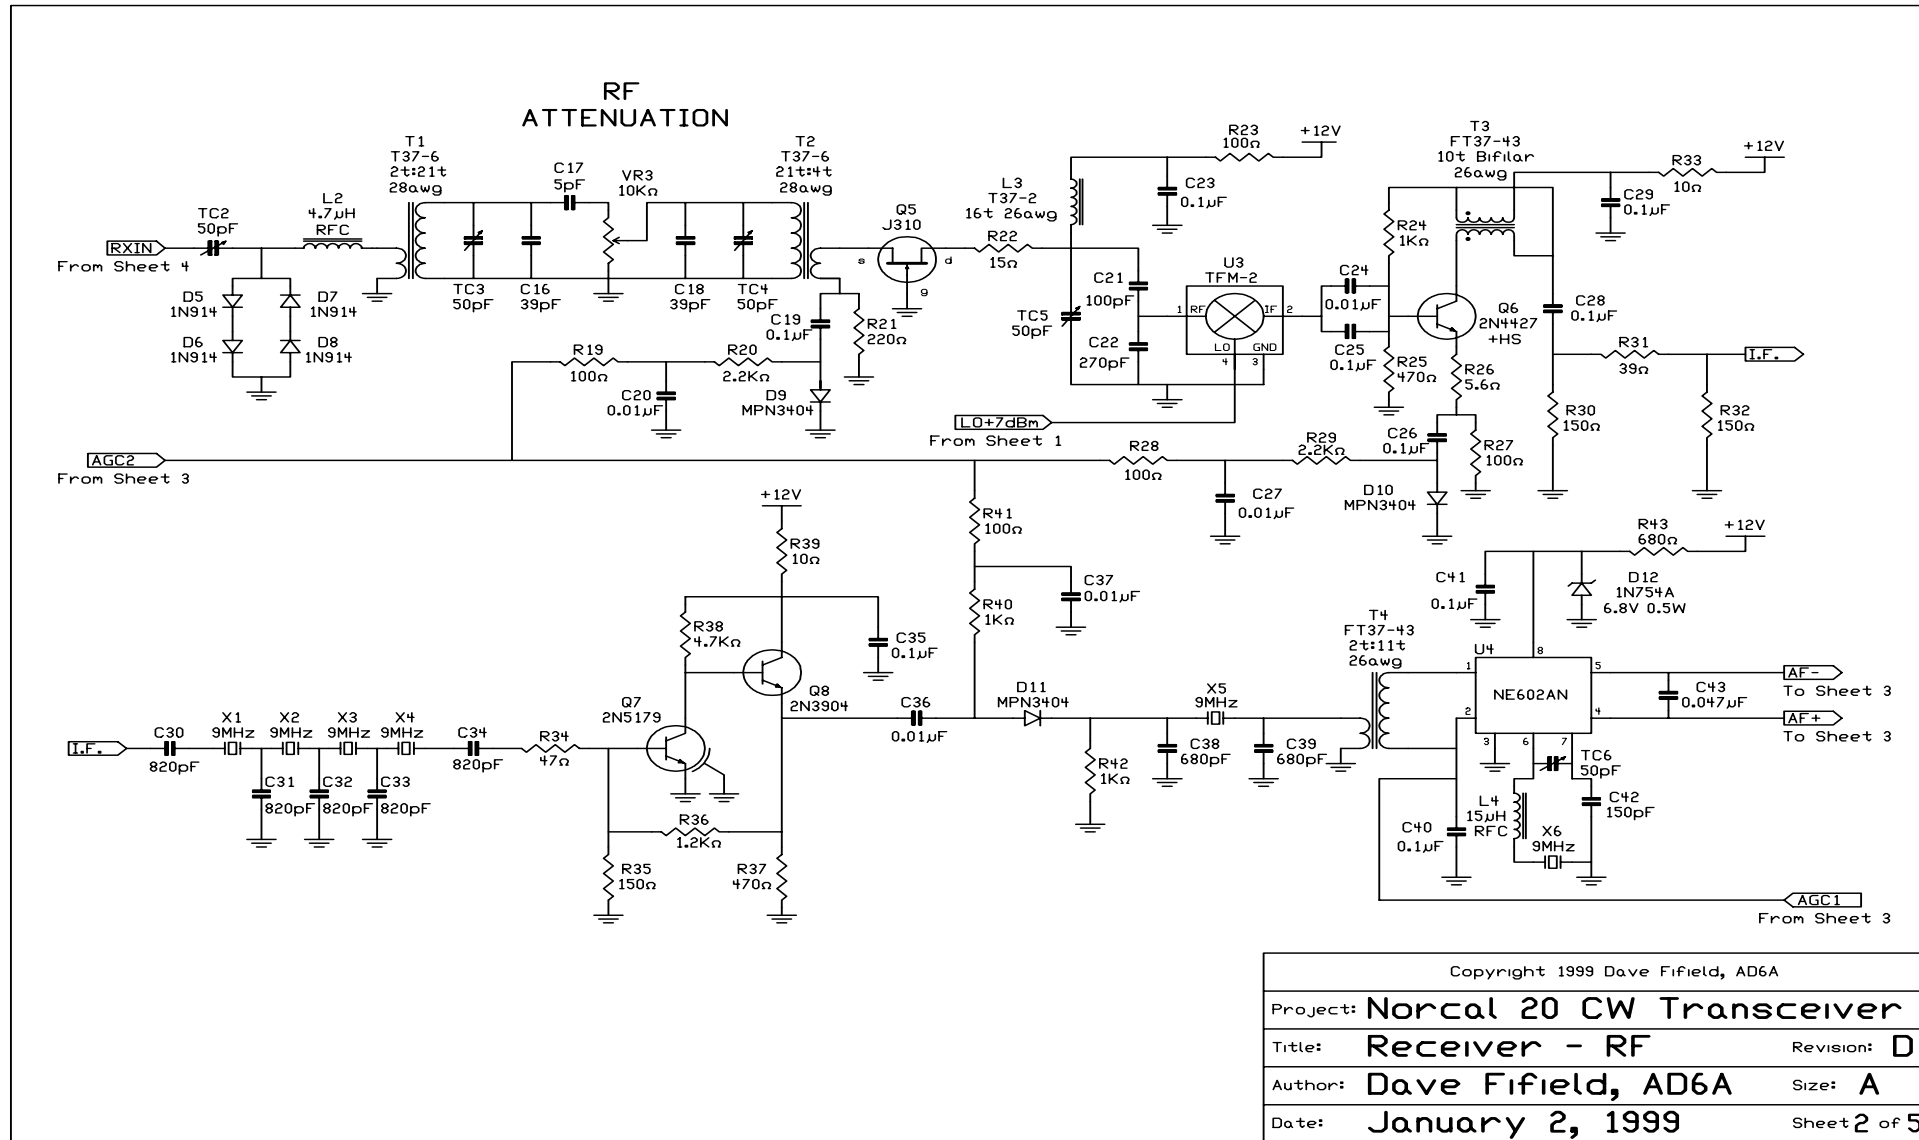 RF
ATTENUATION
T1
T37-6
2t:21t
28awg
T2
T37-6
21t:4t
28awg
C17
5pF
VR3
10KΩ
L2
4.7µH
RFC
TC2
50pF
RXIN
From Sheet 4
D5
1N914
D7
1N914
D6
1N914
D8
1N914
TC3
50pF
C16
39pF
C18
39pF
TC4
50pF
Q5
J310
s
d
g
C19
0.1µF
R21
220Ω
R19
100Ω
R20
2.2KΩ
C20
0.01µF
D9
MPN3404
AGC2
From Sheet 3
R22
15Ω
L3
T37-2
16t 26awg
R23
100Ω
+12V
C23
0.1µF
TC5
50pF
C21
100pF
C22
270pF
U3
TFM-2
1
RF
IF
2
LO
GND
4
3
LO+7dBm
From Sheet 1
C24
0.01µF
C25
0.1µF
R24
1KΩ
R25
470Ω
T3
FT37-43
10t Bifilar
26awg
Q6
2N4427
+HS
R26
5.6Ω
C29
0.1µF
R33
10Ω
+12V
C28
0.1µF
R31
39Ω
I.F.
R30
150Ω
R32
150Ω
C26
0.1µF
R27
100Ω
D10
MPN3404
R28
100Ω
R29
2.2KΩ
C27
0.01µF
+12V
R39
10Ω
R41
100Ω
R40
1KΩ
C37
0.01µF
R38
4.7KΩ
C35
0.1µF
Q8
2N3904
Q7
2N5179
C36
0.01µF
D11
MPN3404
I.F.
C30
820pF
X1
9MHz
X2
9MHz
X3
9MHz
X4
9MHz
C31
820pF
C32
820pF
C33
820pF
C34
820pF
R34
47Ω
R36
1.2KΩ
R35
150Ω
R37
470Ω
R42
1KΩ
C38
680pF
X5
9MHz
C39
680pF
T4
FT37-43
2t:11t
26awg
C41
0.1µF
D12
1N754A
6.8V 0.5W
R43
680Ω
+12V
U4
NE602AN
1
2
3
4
5
6
7
8
AF-
To Sheet 3
C43
0.047µF
AF+
To Sheet 3
TC6
50pF
C42
150pF
L4
15µH
RFC
X6
9MHz
C40
0.1µF
AGC1
From Sheet 3
Copyright 1999 Dave Fifield, AD6A
Project: Norcal 20 CW Transceiver
Title: Receiver - RF Revision: D
Author: Dave Fifield, AD6A Size: A
Date: January 2, 1999 Sheet 2 of 5